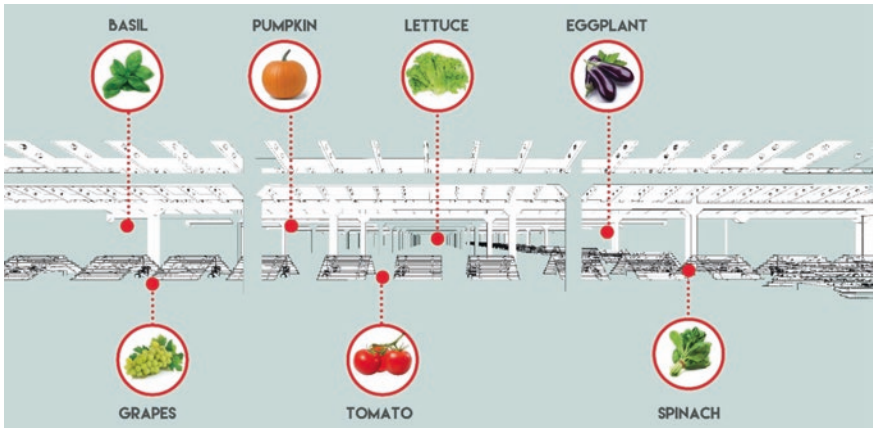 BASIL
PUMPKIN
LETTUCE
EGGPLANT
GRAPES
TOMATO
SPINACH